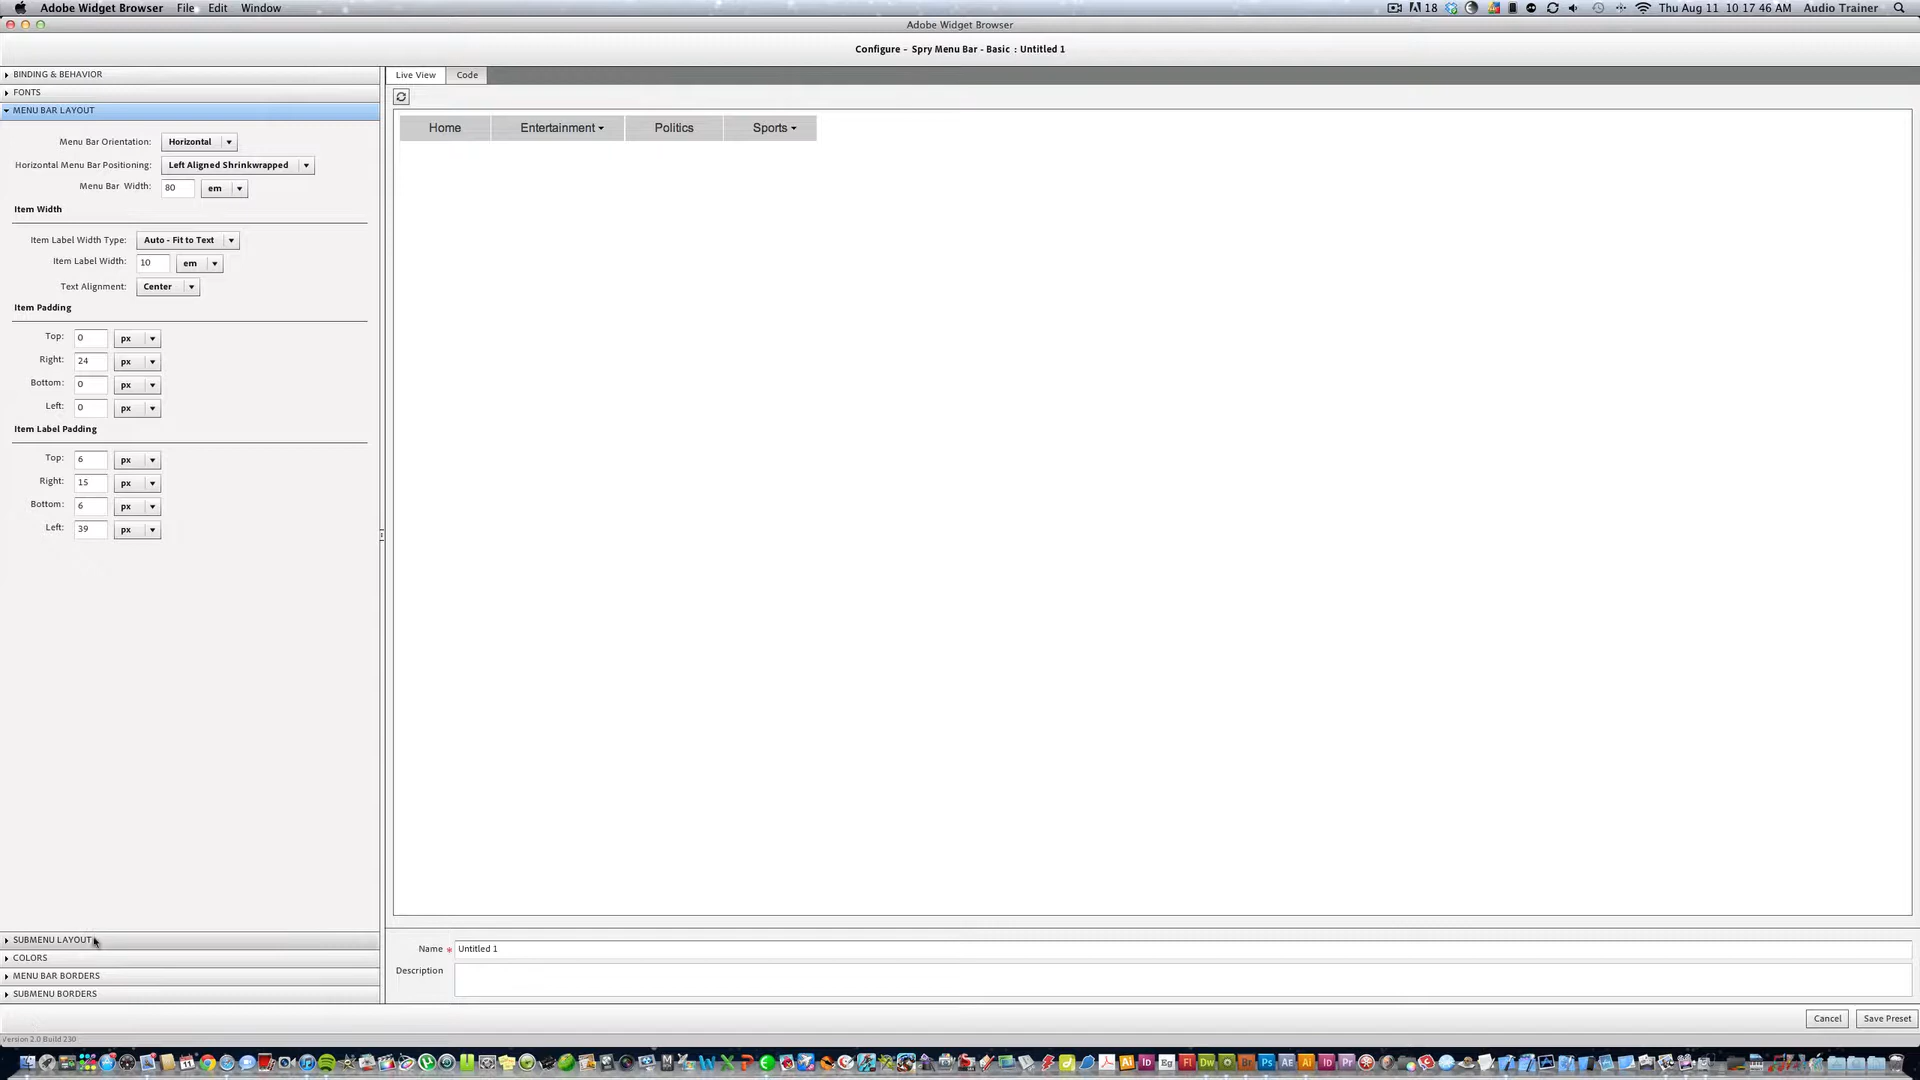 Adobe Widget Browser File Edit Window 18 Thu Aug 11 10 17 46 AM Audio Trainer
Adobe Widget Browser
Configure - Spry Menu Bar - Basic : Untitled 1
BINDING & BEHAVIOR
Live View Code
FONTS
MENU BAR LAYOUT
Home Entertainment Politics Sports
Menu Bar Orientation: Horizontal
Horizontal Menu Bar Positioning: Left Aligned Shrinkwrapped
Menu Bar Width: 80 em
Item Width
Item Label Width Type: Auto - Fit to Text
Item Label Width: 10 em
Text Alignment: Center
Item Padding
Top: 0 px
Right: 24 px
Bottom: 0 px
Left: 0 px
Item Label Padding
Top: 6 px
Right: 15 px
Bottom: 6 px
Left: 39 px
SUBMENU LAYOUT
COLORS
MENU BAR BORDERS
SUBMENU BORDERS
Name * Untitled 1
Description
Cancel Save Preset
Version 2.0 Build 230